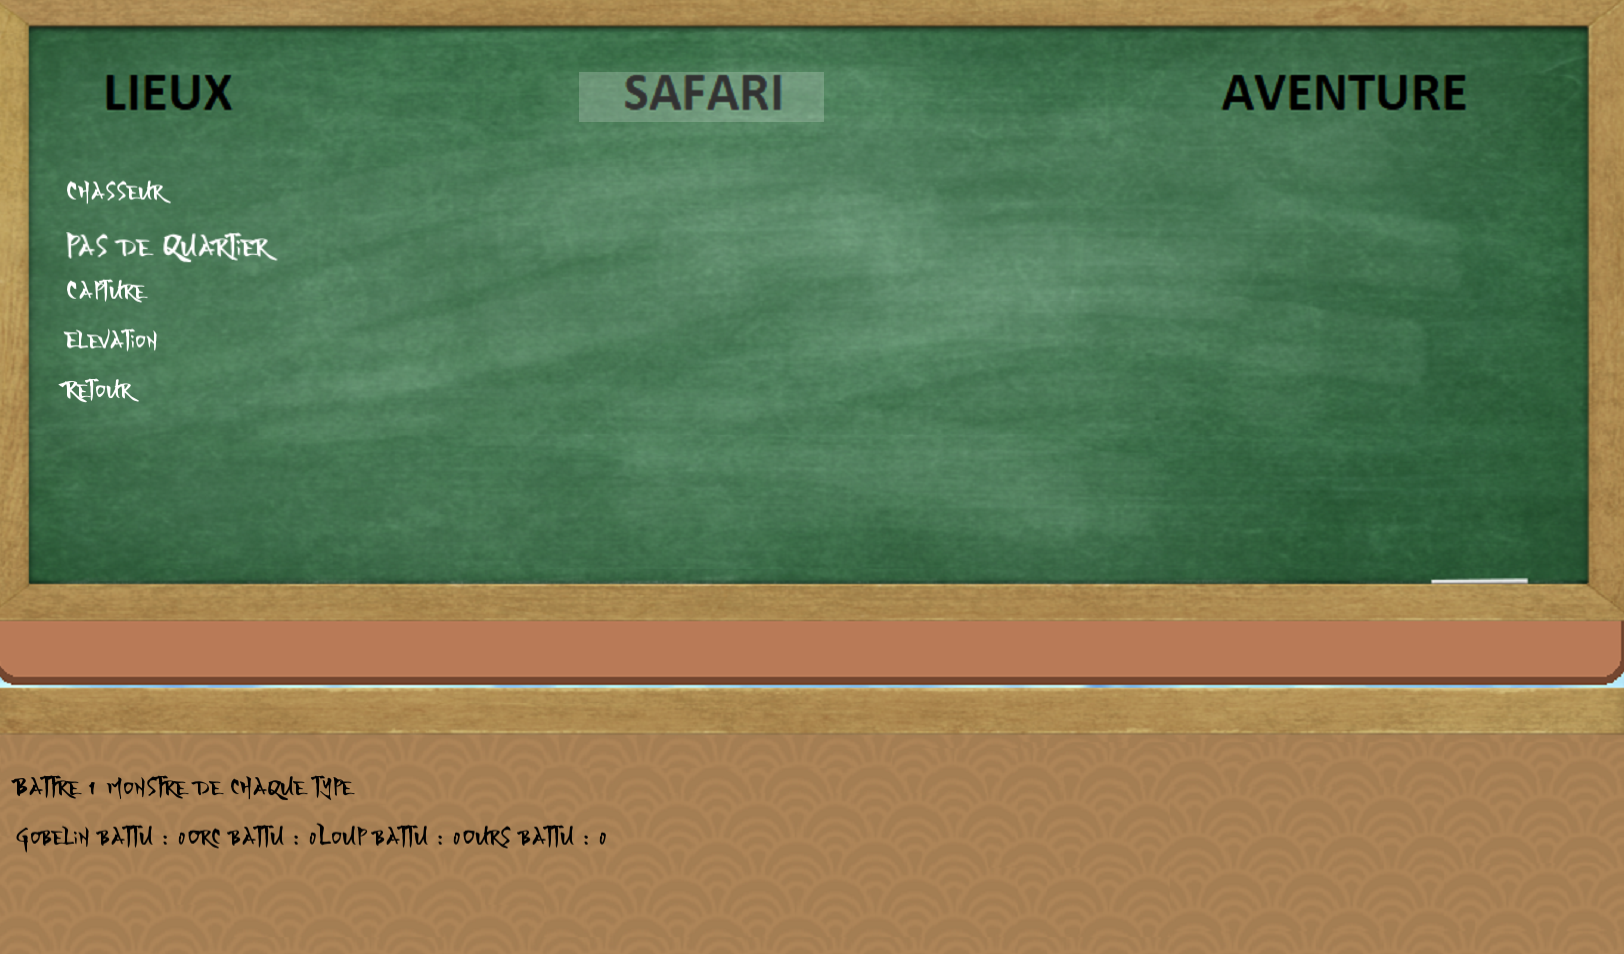 LIEUX SAFARI AVENTURE
CHASSEUR
PAS DE QUARTIER
CAPTURE
ELEVATION
RETOUR
BATTRE 1 MONSTRE DE CHAQUE TYPE
GOBELIN BATTU : 0ORC BATTU : 0LOUP BATTU : 0OURS BATTU : 0